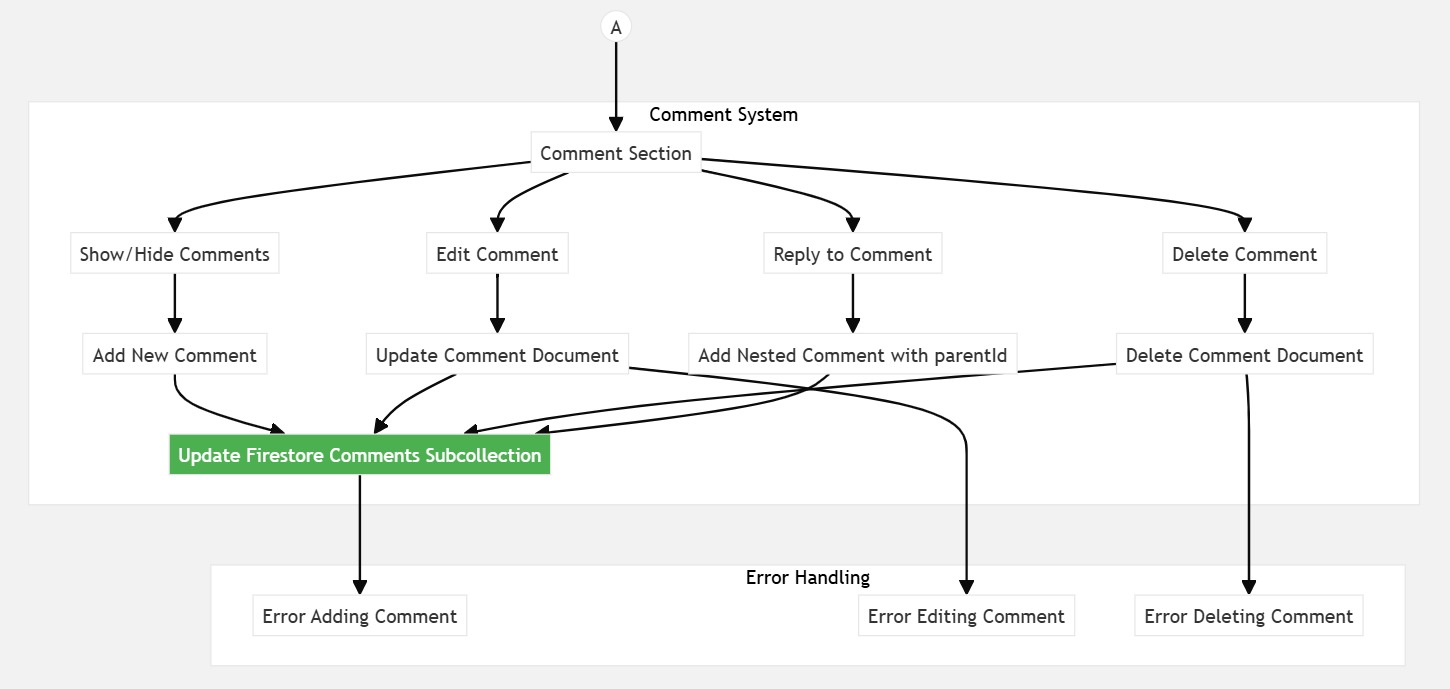 A
Comment System
Comment Section
Show/Hide Comments
Edit Comment
Reply to Comment
Delete Comment
Add New Comment
Update Comment Document
Add Nested Comment with parentId
Delete Comment Document
Update Firestore Comments Subcollection
Error Handling
Error Adding Comment
Error Editing Comment
Error Deleting Comment